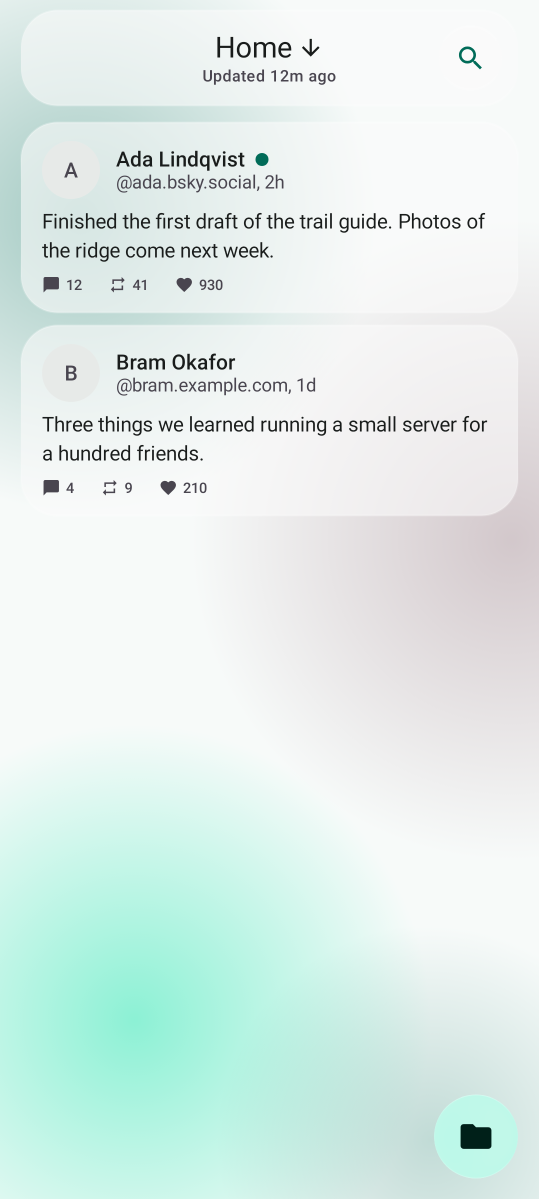 Home ↓
Updated 12m ago
A
Ada Lindqvist
@ada.bsky.social, 2h
Finished the first draft of the trail guide. Photos of
the ridge come next week.
12 41 930
B
Bram Okafor
@bram.example.com, 1d
Three things we learned running a small server for
a hundred friends.
4 9 210